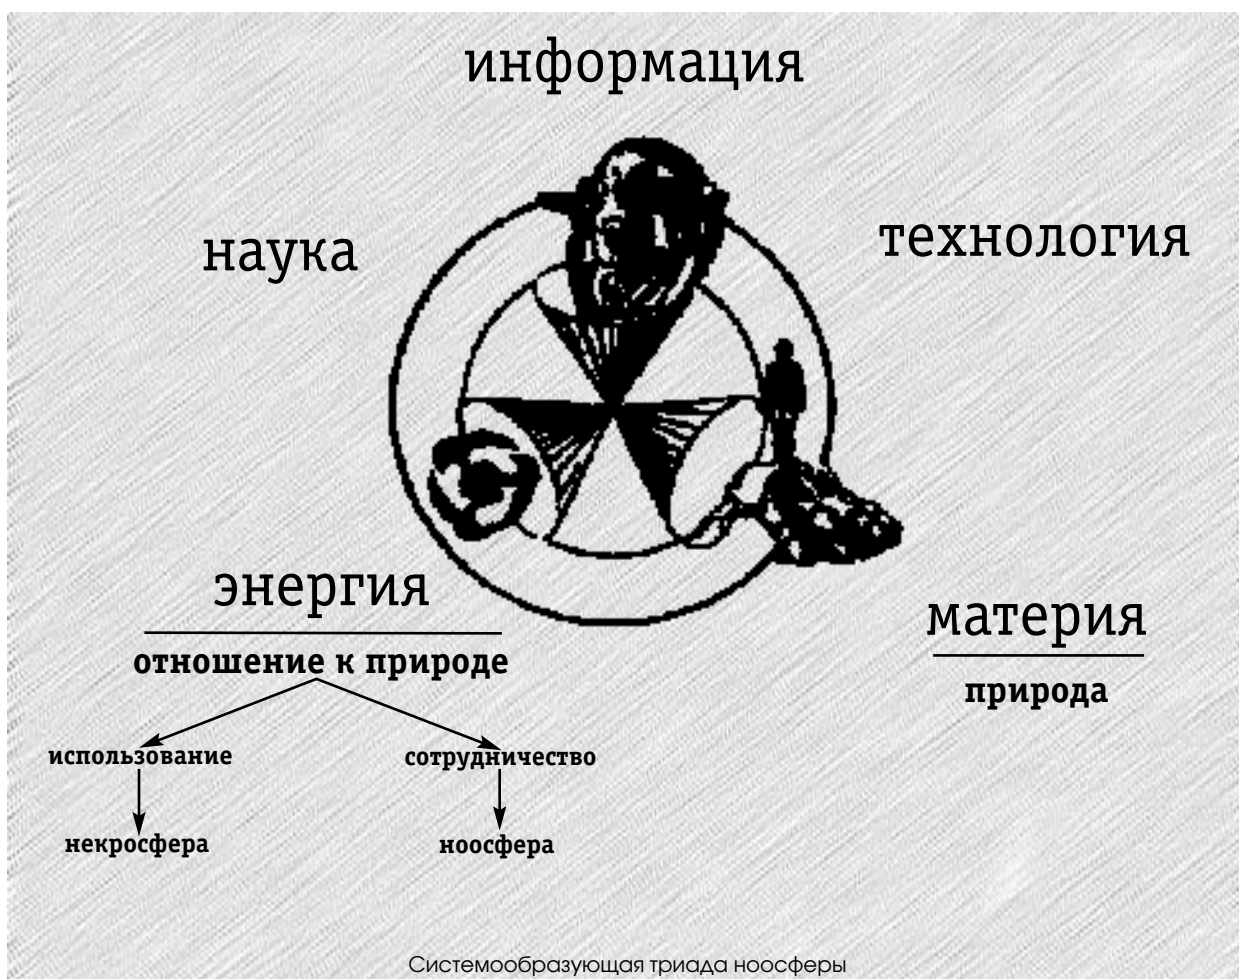 информация
наука
технология
энергия
материя
отношение к природе
природа
использование
сотрудничество
некросфера
ноосфера
Системообразующая триада ноосферы